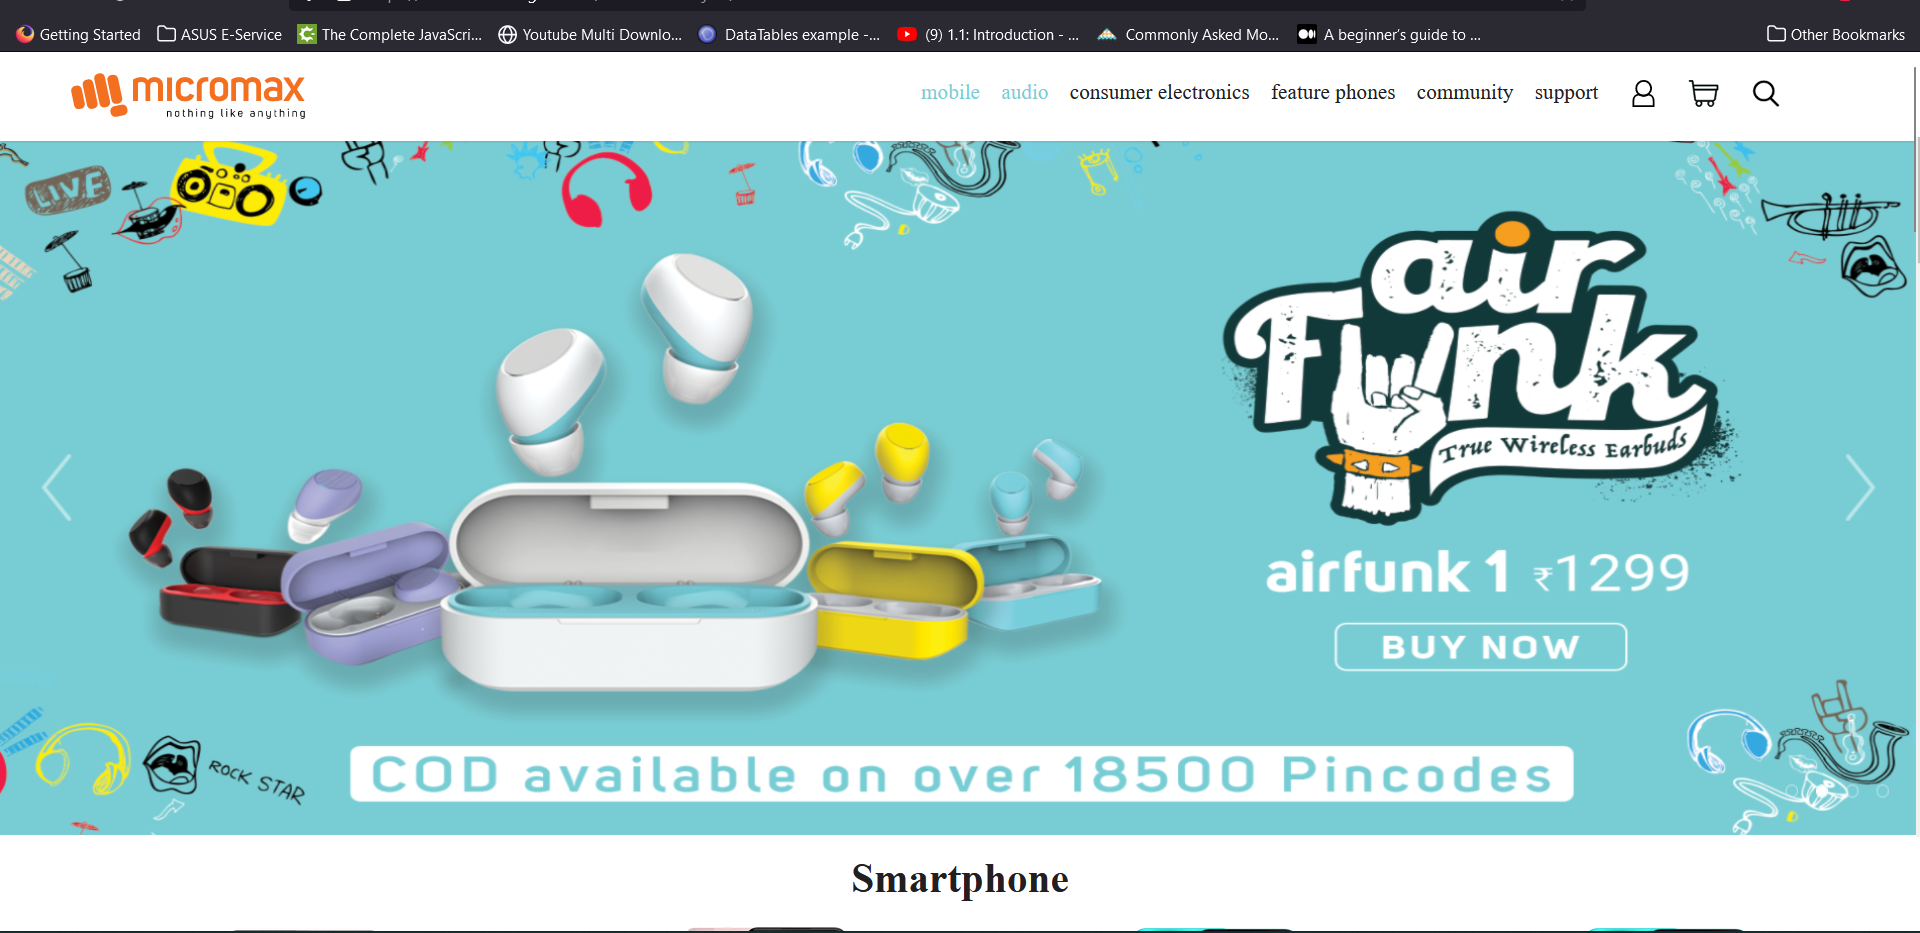 Getting Started
ASUS E-Service
The Complete JavaScri...
Youtube Multi Downlo...
DataTables example -...
(9) 1.1: Introduction - ...
Commonly Asked Mo...
A beginner's guide to ...
Other Bookmarks
micromax
nothing like anything
mobile
audio
consumer electronics
feature phones
community
support
LIVE
air
Funk
True Wireless Earbuds
airfunk 1 ₹1299
BUY NOW
ROCK STAR
COD available on over 18500 Pincodes
Smartphone